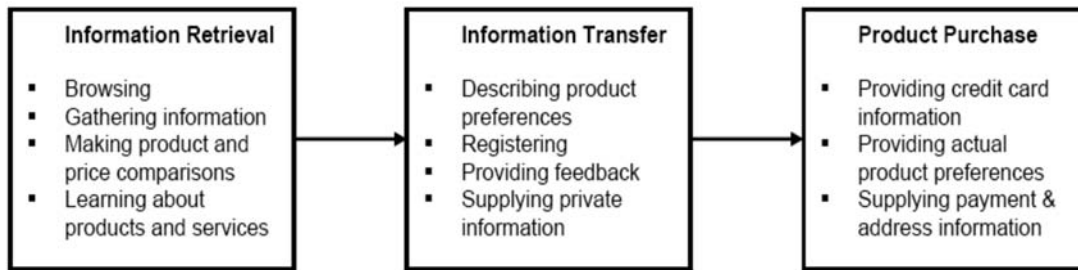 Information Retrieval
▪ Browsing
▪ Gathering information
▪ Making product and
price comparisons
▪ Learning about
products and services
Information Transfer
▪ Describing product
preferences
▪ Registering
▪ Providing feedback
▪ Supplying private
information
Product Purchase
▪ Providing credit card
information
▪ Providing actual
product preferences
▪ Supplying payment &
address information